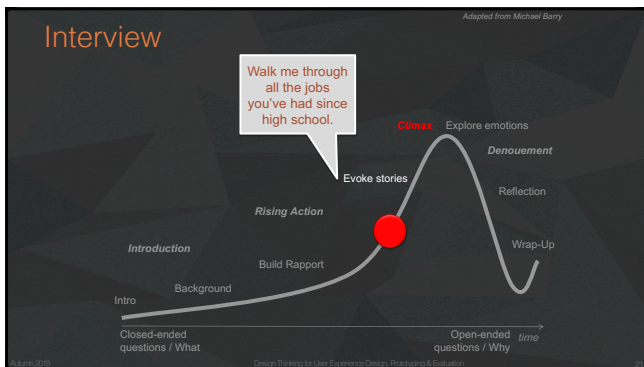 Adapted from Michael Barry
Interview
Walk me through
all the jobs
you've had since
high school.
Climax
Explore emotions
Denouement
Evoke stories
Reflection
Rising Action
Introduction
Wrap-Up
Build Rapport
Background
Intro
Closed-ended
questions / What
Open-ended
questions / Why
time
Autumn 2019
Design Thinking for User Experience Design, Prototyping & Evaluation
21